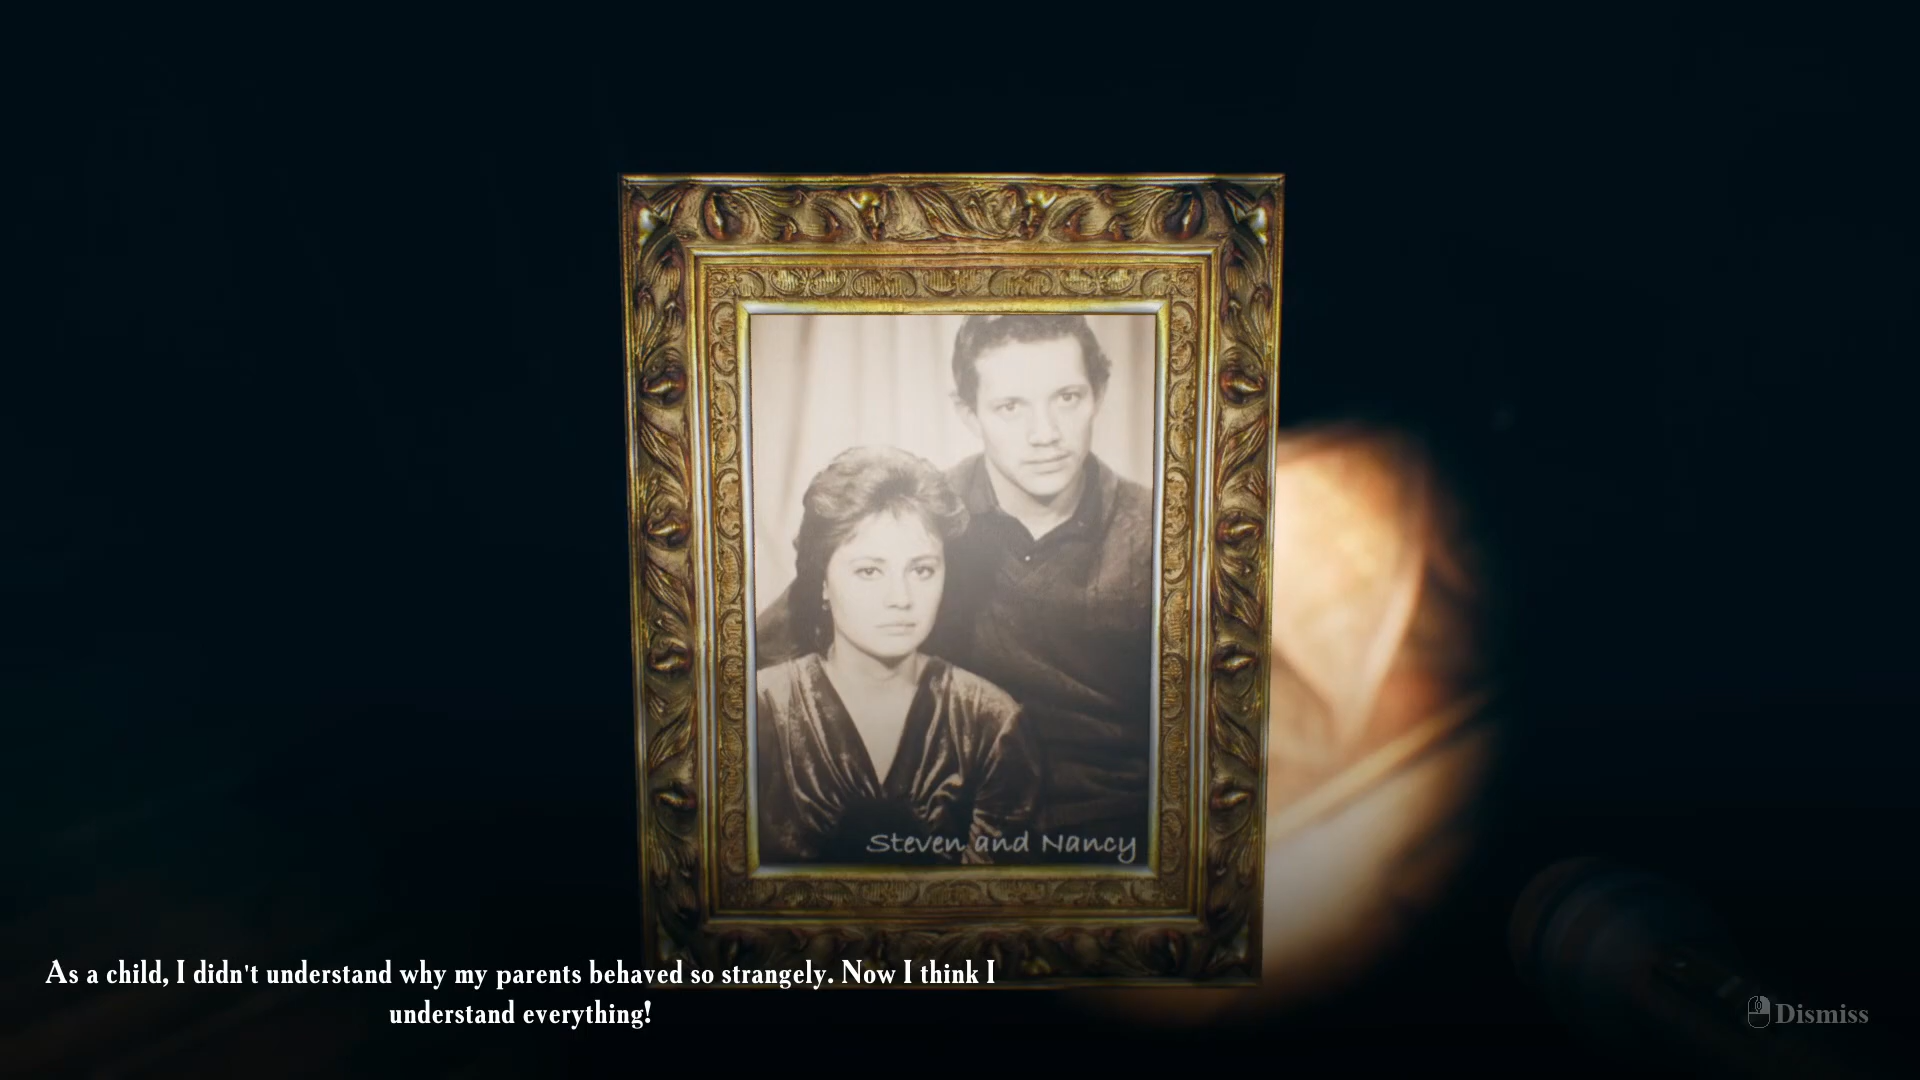 Steven and Nancy
As a child, I didn't understand why my parents behaved so strangely. Now I think I
understand everything!
Dismiss